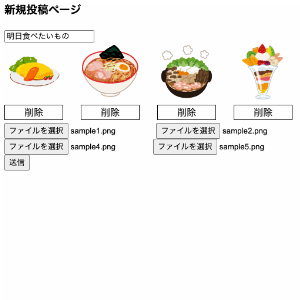 新規投稿ページ
明日食べたいもの
削除 削除 削除 削除
ファイルを選択 sample1.png ファイルを選択 sample2.png
ファイルを選択 sample4.png ファイルを選択 sample5.png
送信